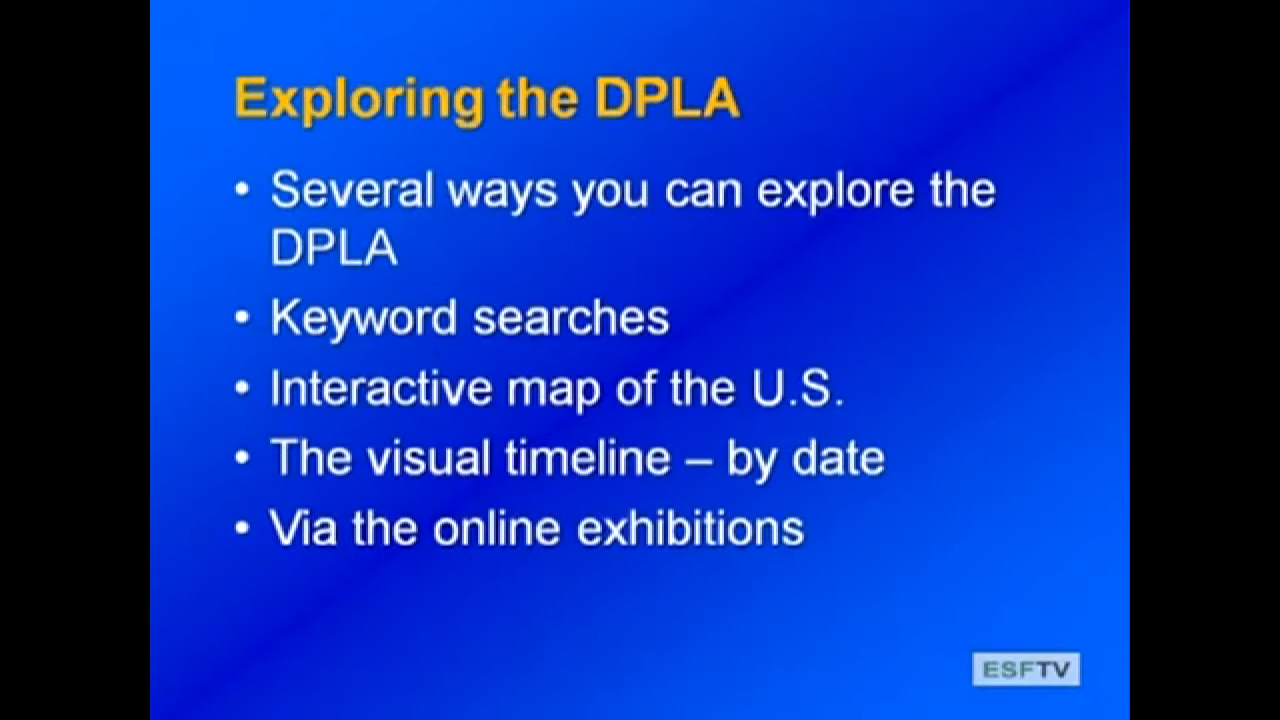 Exploring the DPLA
• Several ways you can explore the
DPLA
• Keyword searches
• Interactive map of the U.S.
• The visual timeline – by date
• Via the online exhibitions
ESFTV